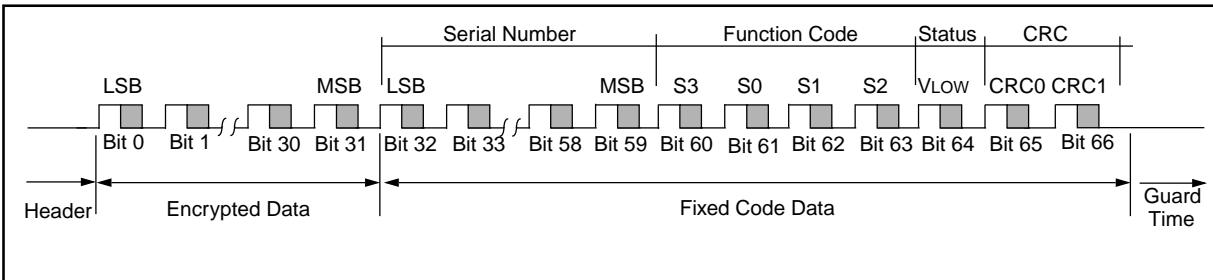 Serial Number Function Code Status CRC
LSB MSB LSB MSB S3 S0 S1 S2 VLOW CRC0 CRC1
Bit 0 Bit 1 Bit 30 Bit 31 Bit 32 Bit 33 Bit 58 Bit 59 Bit 60 Bit 61 Bit 62 Bit 63 Bit 64 Bit 65 Bit 66
Header Encrypted Data Fixed Code Data Guard
Time